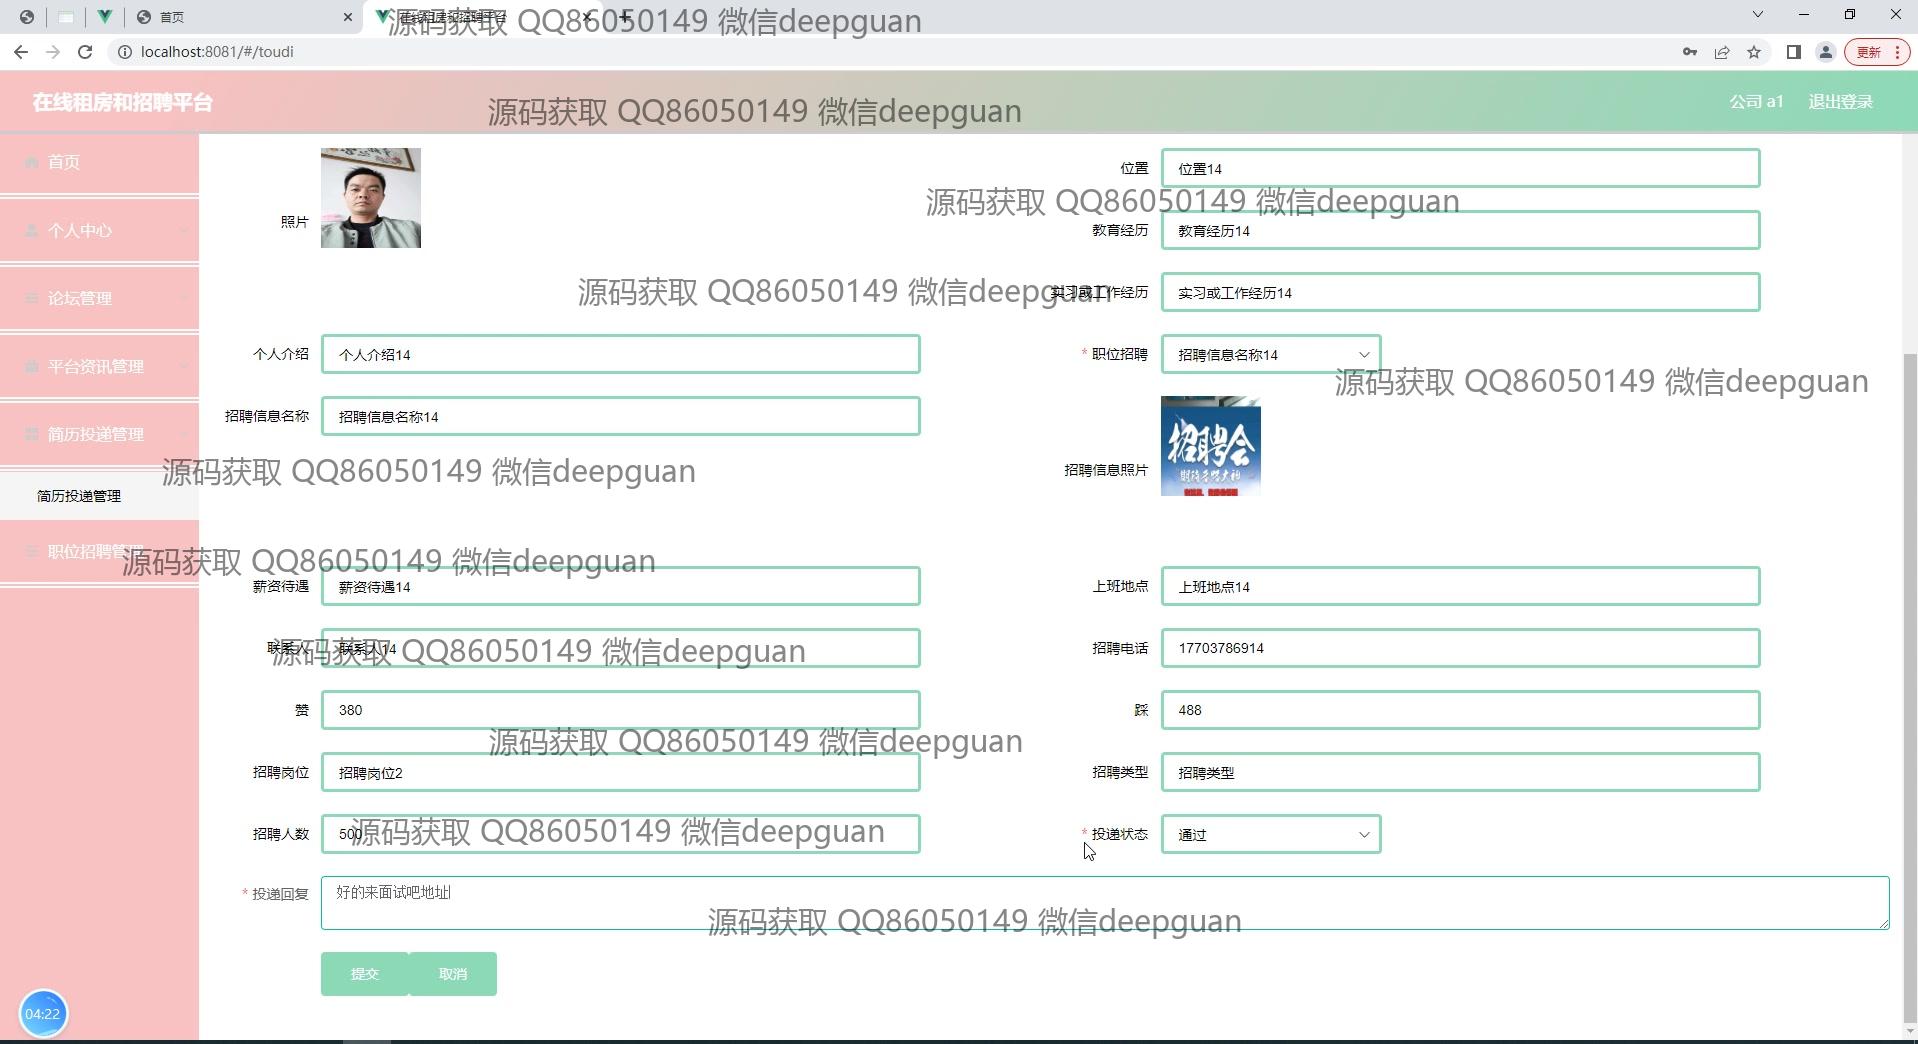 首页
在线租房和招聘平台
源码获取 QQ86050149 微信deepguan
localhost:8081/#/toudi
更新
在线租房和招聘平台
源码获取 QQ86050149 微信deepguan
公司 a1
退出登录
首页
个人中心
论坛管理
平台资讯管理
简历投递管理
简历投递管理
职位招聘管理
照片
位置
位置14
源码获取 QQ86050149 微信deepguan
教育经历
教育经历14
源码获取 QQ86050149 微信deepguan
实习或工作经历
实习或工作经历14
个人介绍
个人介绍14
* 职位招聘
招聘信息名称14
源码获取 QQ86050149 微信deepguan
招聘信息名称
招聘信息名称14
招聘信息照片
招聘会
源码获取 QQ86050149 微信deepguan
源码获取 QQ86050149 微信deepguan
薪资待遇
薪资待遇14
上班地点
上班地点14
联系人
联系人14
源码获取 QQ86050149 微信deepguan
招聘电话
17703786914
赞
380
踩
488
源码获取 QQ86050149 微信deepguan
招聘岗位
招聘岗位2
招聘类型
招聘类型
招聘人数
500
源码获取 QQ86050149 微信deepguan
* 投递状态
通过
* 投递回复
好的来面试吧地址
源码获取 QQ86050149 微信deepguan
提交
取消
04:22